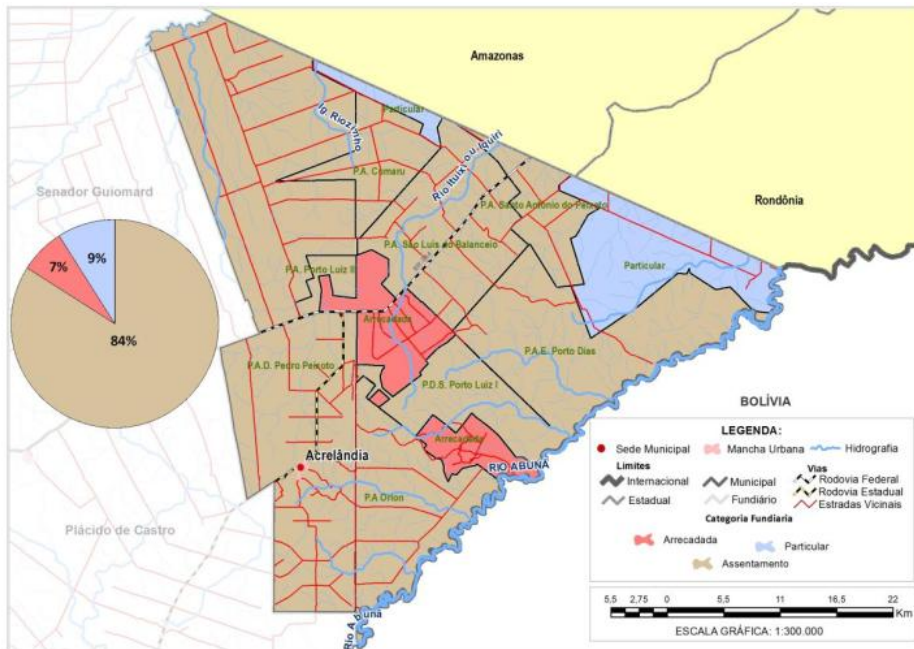 Amazonas
Rondônia
Senador Guiomard
Plácido de Castro
BOLÍVIA
Particular
Ig. Riozinho
P.A. Comaru
Rio Ituxi ou Iquiri
P.A. Santo Antônio do Peixoto
P.A. São Luis do Balanceio
Particular
P.A. Porto Luiz II
Arrecadada
P.A.D. Pedro Peixoto
P.A.E. Porto Dias
P.D.S. Porto Luiz I
Arrecadada
RIO ABUNÃ
Acrelândia
P.A Orion
Rio Abunã
7%
9%
84%
LEGENDA:
Sede Municipal
Mancha Urbana
Hidrografia
Limites
Internacional
Municipal
Estadual
Fundiário
Vias
Rodovia Federal
Rodovia Estadual
Estradas Vicinais
Categoria Fundiaria
Arrecadada
Particular
Assentamento
5,5 2,75 0 5,5 11 16,5 22
Km
ESCALA GRÁFICA: 1:300.000